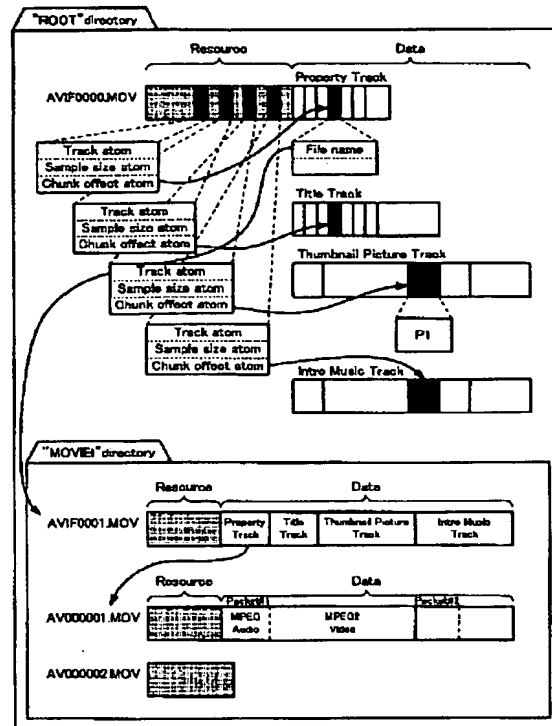 "ROOT" directory
Resource
Data
Property Track
AVIF0000.MOV
Track atom
Sample size atom
Chunk offset atom
File name
Title Track
Track atom
Sample size atom
Chunk offset atom
Thumbnail Picture Track
Track atom
Sample size atom
Chunk offset atom
P1
Track atom
Sample size atom
Chunk offset atom
Intro Music Track
"MOVIE1" directory
Resource
Data
AVIF0001.MOV
Property Track
Title Track
Thumbnail Picture Track
Intro Music Track
Resource
Data
Packet#1
AV000001.MOV
MPEG Audio
MPEG2 Video
AV000002.MOV